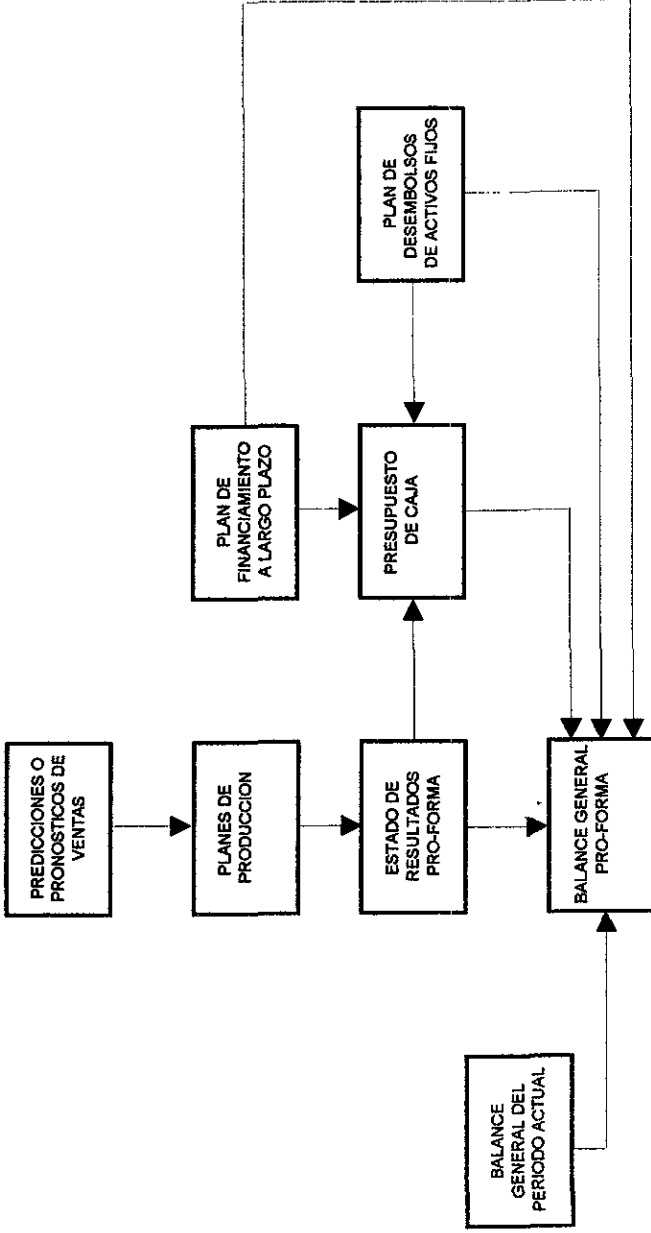 PREDICCIONES O
PRONOSTICOS DE
VENTAS
PLANES DE
PRODUCCION
PLAN DE
FINANCIAMIENTO
A LARGO PLAZO
ESTADO DE
RESULTADOS
PRO-FORMA
PRESUPUESTO
DE CAJA
PLAN DE
DESEMBOLSOS
DE ACTIVOS FIJOS
BALANCE
GENERAL DEL
PERIODO ACTUAL
BALANCE GENERAL
PRO-FORMA